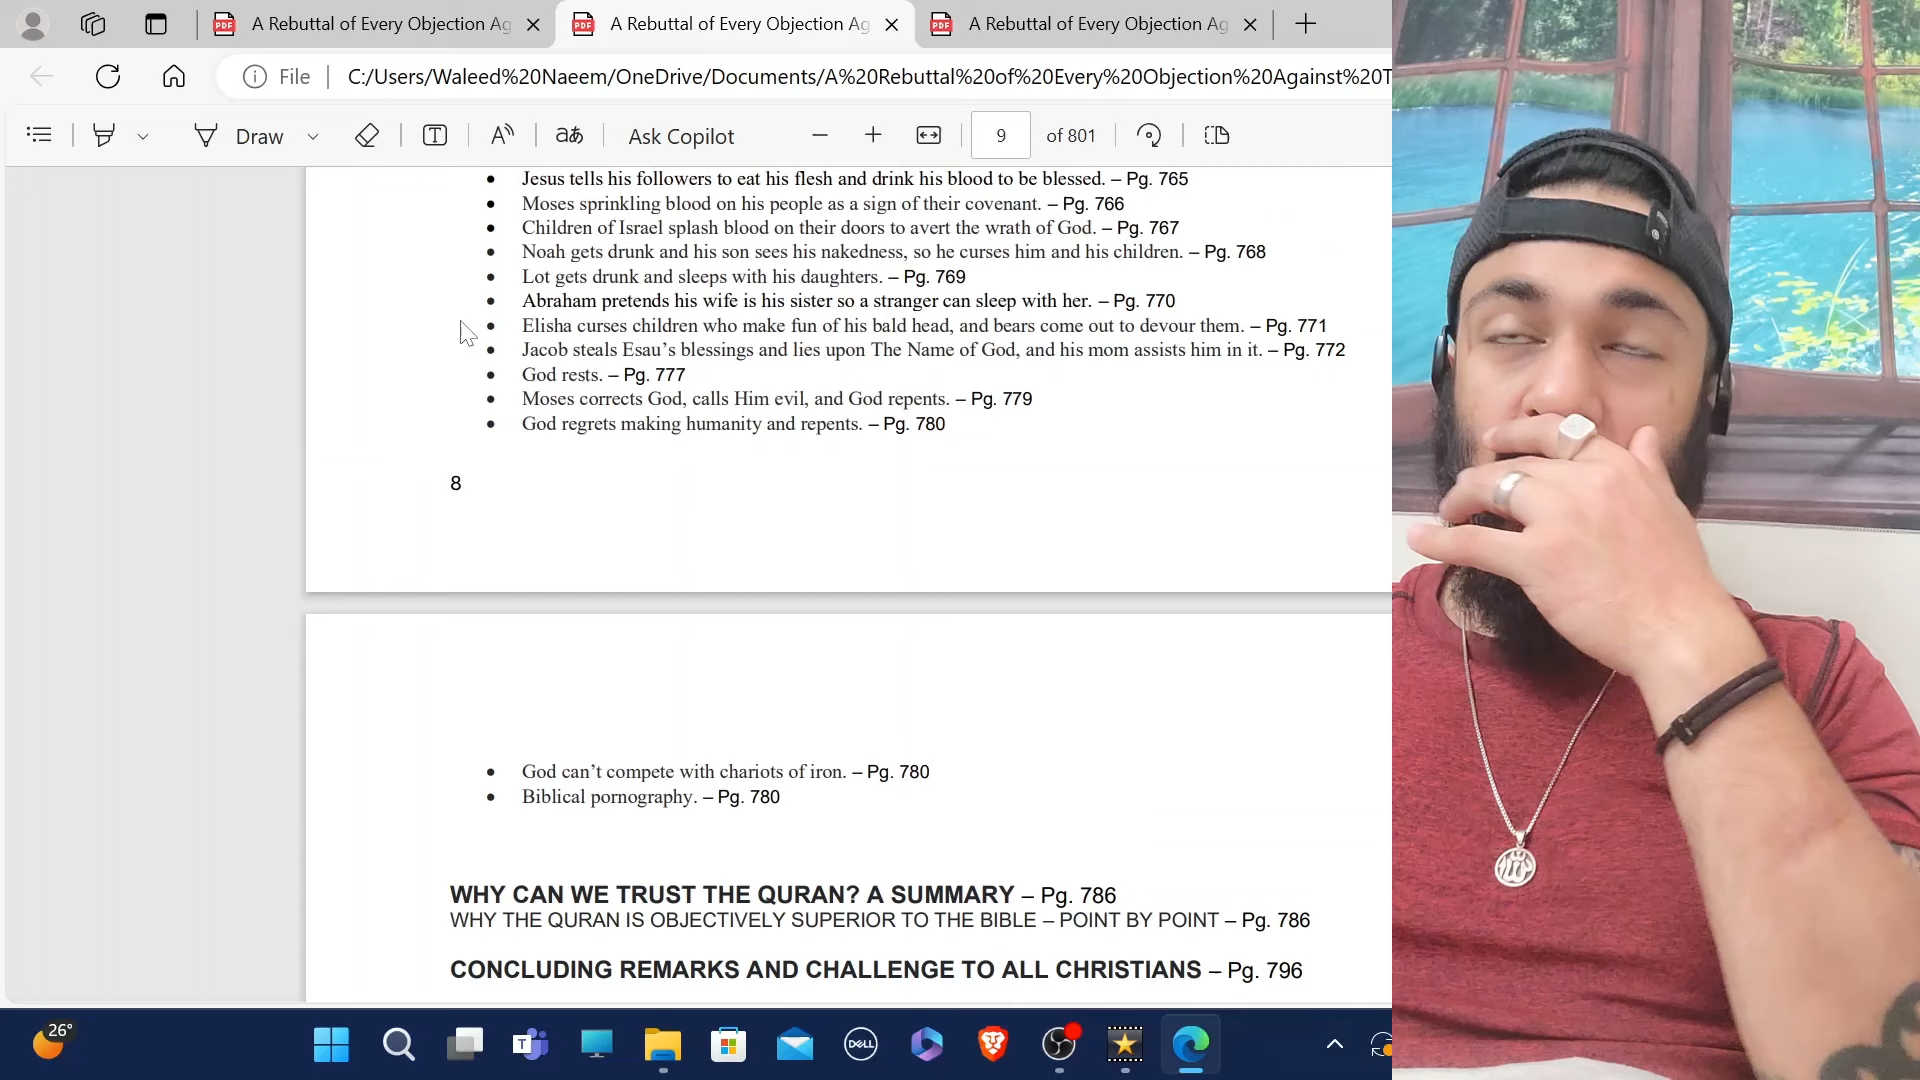 A Rebuttal of Every Objection Ag
A Rebuttal of Every Objection Ag
A Rebuttal of Every Objection Ag
File
C:/Users/Waleed%20Naeem/OneDrive/Documents/A%20Rebuttal%20of%20Every%20Objection%20Against%20T
Draw
aあ
Ask Copilot
9
of 801
• Jesus tells his followers to eat his flesh and drink his blood to be blessed. – Pg. 765
• Moses sprinkling blood on his people as a sign of their covenant. – Pg. 766
• Children of Israel splash blood on their doors to avert the wrath of God. – Pg. 767
• Noah gets drunk and his son sees his nakedness, so he curses him and his children. – Pg. 768
• Lot gets drunk and sleeps with his daughters. – Pg. 769
• Abraham pretends his wife is his sister so a stranger can sleep with her. – Pg. 770
• Elisha curses children who make fun of his bald head, and bears come out to devour them. – Pg. 771
• Jacob steals Esau’s blessings and lies upon The Name of God, and his mom assists him in it. – Pg. 772
• God rests. – Pg. 777
• Moses corrects God, calls Him evil, and God repents. – Pg. 779
• God regrets making humanity and repents. – Pg. 780
8
• God can’t compete with chariots of iron. – Pg. 780
• Biblical pornography. – Pg. 780
WHY CAN WE TRUST THE QURAN? A SUMMARY – Pg. 786
WHY THE QURAN IS OBJECTIVELY SUPERIOR TO THE BIBLE – POINT BY POINT – Pg. 786
CONCLUDING REMARKS AND CHALLENGE TO ALL CHRISTIANS – Pg. 796
26°
DELL
الله